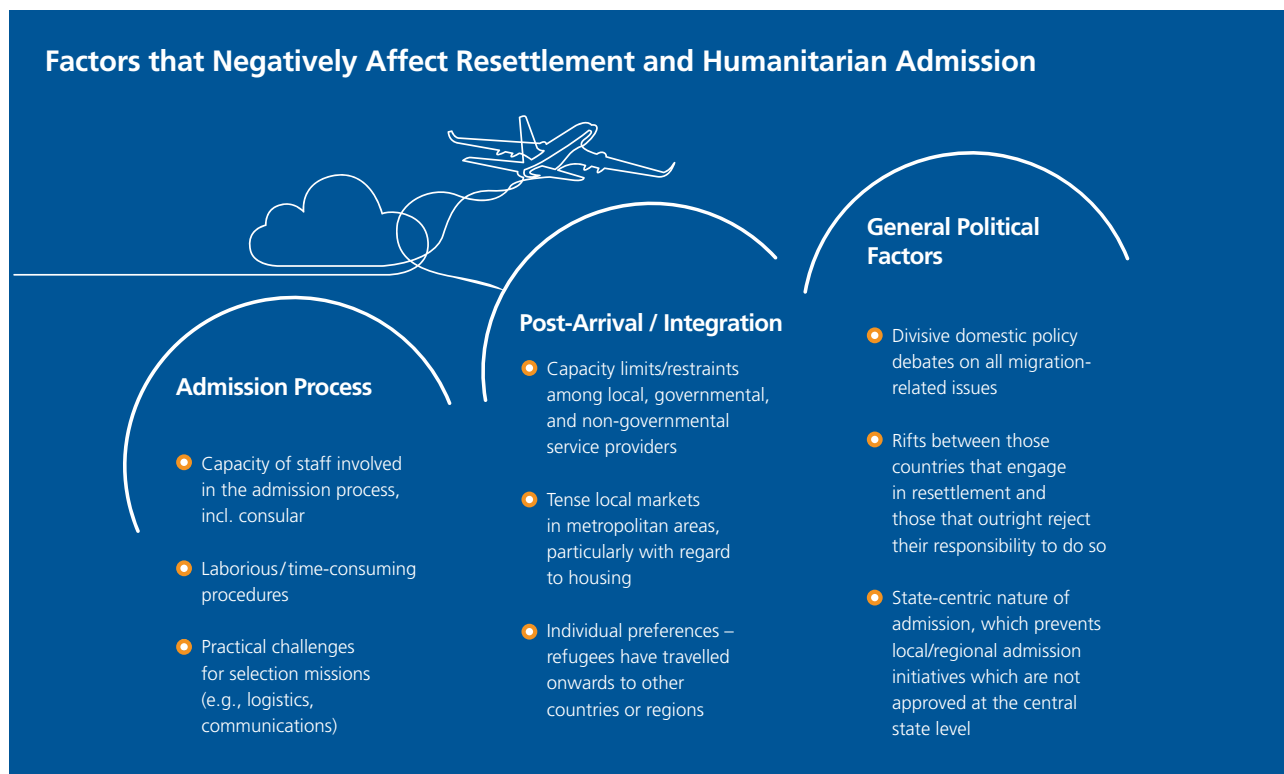 Factors that Negatively Affect Resettlement and Humanitarian Admission
Admission Process
Capacity of staff involved
in the admission process,
incl. consular
Laborious/time-consuming
procedures
Practical challenges
for selection missions
(e.g., logistics,
communications)
Post-Arrival / Integration
Capacity limits/restraints
among local, governmental,
and non-governmental
service providers
Tense local markets
in metropolitan areas,
particularly with regard
to housing
Individual preferences –
refugees have travelled
onwards to other
countries or regions
General Political
Factors
Divisive domestic policy
debates on all migration-
related issues
Rifts between those
countries that engage
in resettlement and
those that outright reject
their responsibility to do so
State-centric nature of
admission, which prevents
local/regional admission
initiatives which are not
approved at the central
state level